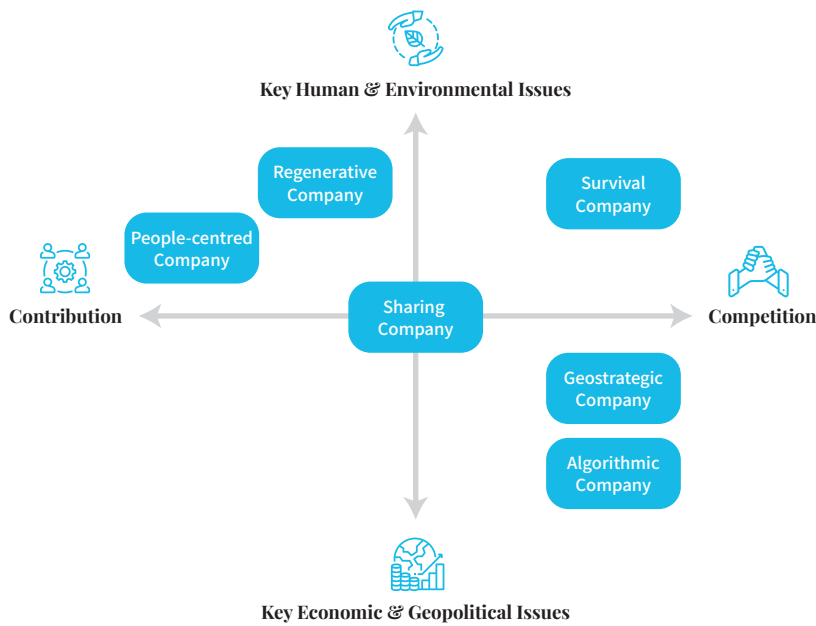 Key Human & Environmental Issues
Regenerative
Company
Survival
Company
People-centred
Company
Contribution
Sharing
Company
Competition
Geostrategic
Company
Algorithmic
Company
Key Economic & Geopolitical Issues